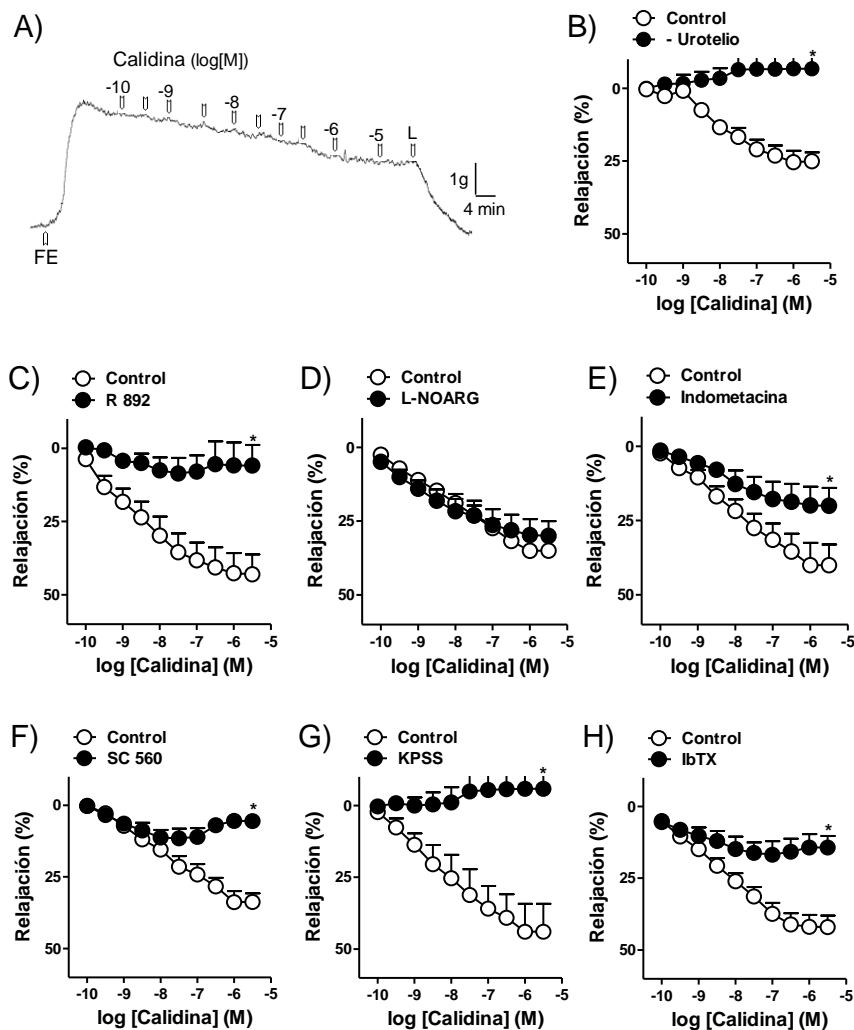 A)
Calidina (log[M])
-10 -9 -8 -7 -6 -5 L
1g
4 min
FE
B)
Control
- Urotelio
*
Relajación (%)
0
25
50
-10 -9 -8 -7 -6 -5
log [Calidina] (M)
C)
Control
R 892
*
Relajación (%)
0
25
50
-10 -9 -8 -7 -6 -5
log [Calidina] (M)
D)
Control
L-NOARG
Relajación (%)
0
25
50
-10 -9 -8 -7 -6 -5
log [Calidina] (M)
E)
Control
Indometacina
*
Relajación (%)
0
25
50
-10 -9 -8 -7 -6 -5
log [Calidina] (M)
F)
Control
SC 560
*
Relajación (%)
0
25
50
-10 -9 -8 -7 -6 -5
log [Calidina] (M)
G)
Control
KPSS
*
Relajación (%)
0
25
50
-10 -9 -8 -7 -6 -5
log [Calidina] (M)
H)
Control
IbTX
*
Relajación (%)
0
25
50
-10 -9 -8 -7 -6 -5
log [Calidina] (M)